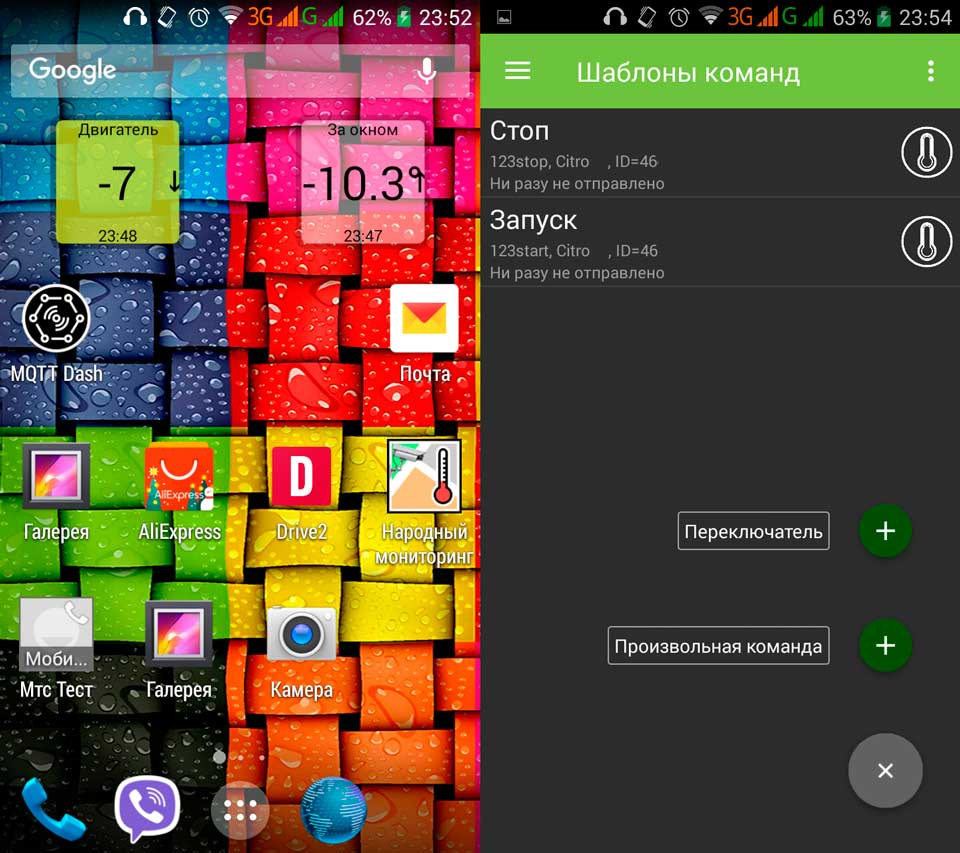 3G G 62% 23:52
Google
Двигатель
-7 ↓
23:48
За окном
-10.3° ↑
23:47
MQTT Dash
Почта
AliExpress
D
Галерея
AliExpress
Drive2
Народный
мониторинг
Моби...
Мтс Тест
Галерея
Камера
3G G 63% 23:54
Шаблоны команд
Стоп
123stop, Citro , ID=46
Ни разу не отправлено
Запуск
123start, Citro , ID=46
Ни разу не отправлено
Переключатель
Произвольная команда